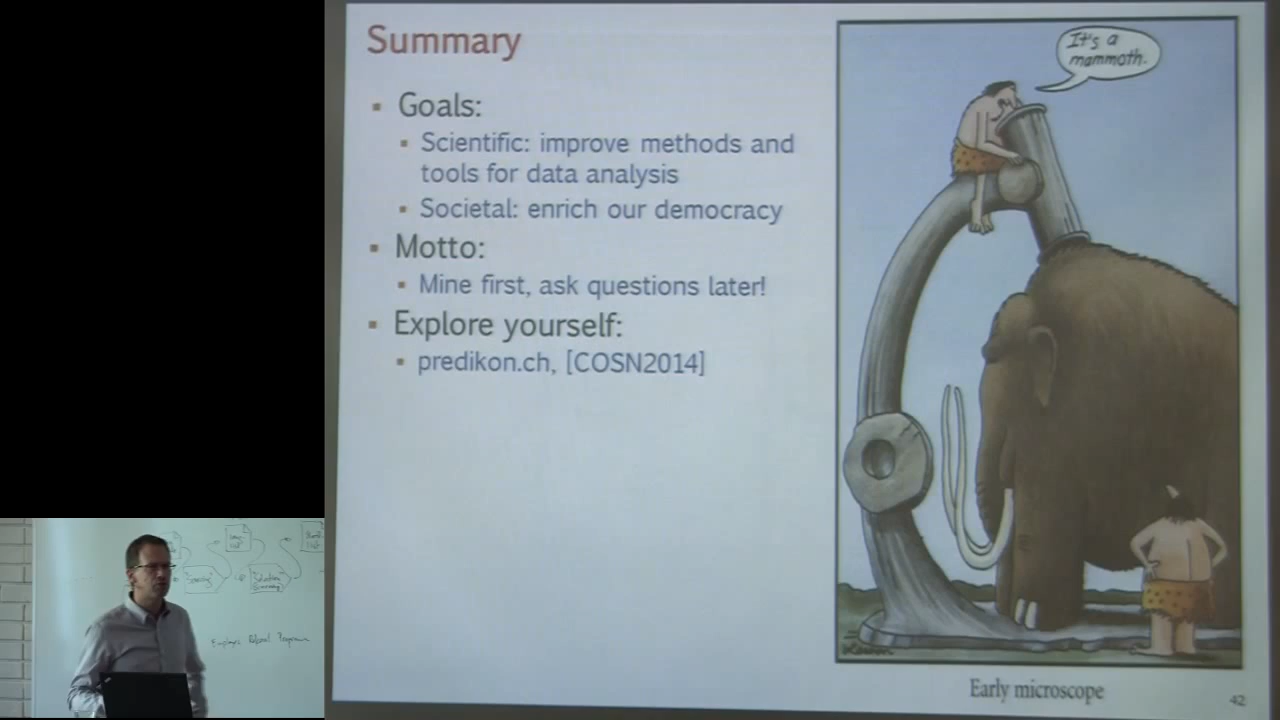 Summary
Goals:
Scientific: improve methods and
tools for data analysis
Societal: enrich our democracy
Motto:
Mine first, ask questions later!
Explore yourself:
predikon.ch, [COSN2014]
It's a
mammoth.
Early microscope
42